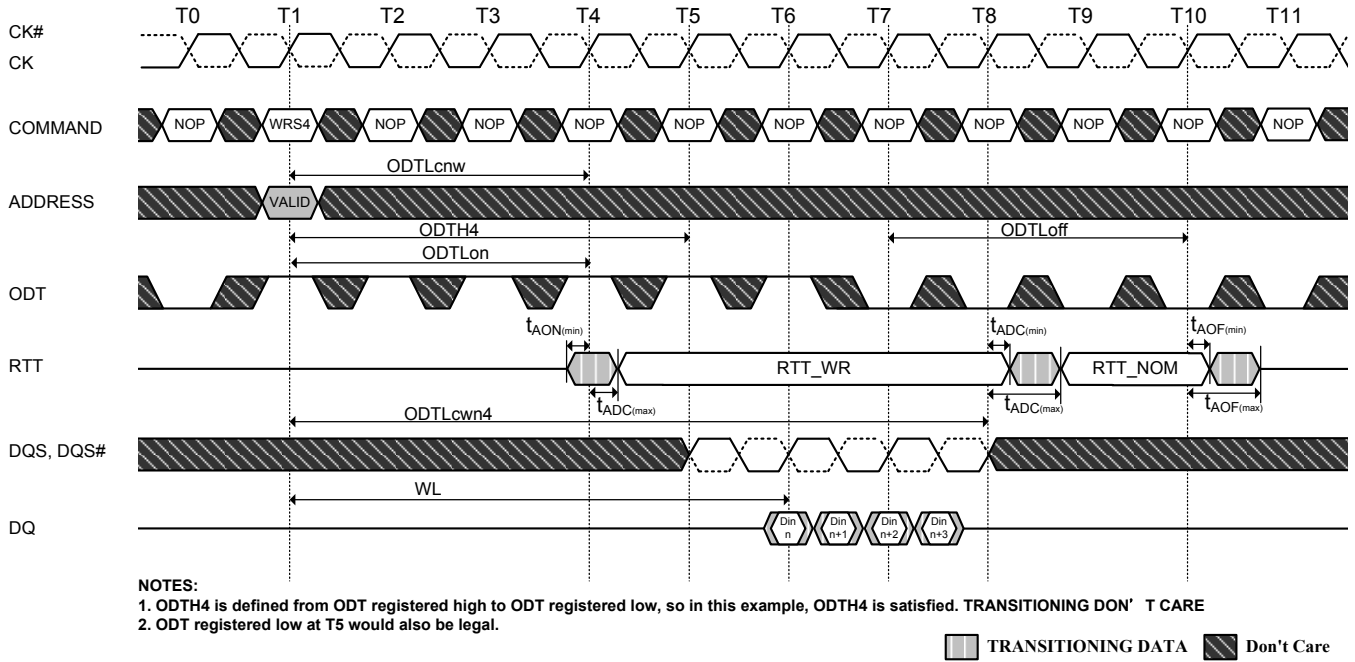 T0 T1 T2 T3 T4 T5 T6 T7 T8 T9 T10 T11
CK#
CK
COMMAND NOP WRS4 NOP NOP NOP NOP NOP NOP NOP NOP NOP NOP
ODTLcnw
ADDRESS VALID
ODTH4 ODTLoff
ODTLon
ODT
tAON(min) tADC(min) tAOF(min)
RTT RTT_WR RTT_NOM
tADC(max) tADC(max) tAOF(max)
ODTLcwn4
DQS, DQS#
WL
DQ Din n Din n+1 Din n+2 Din n+3
NOTES:
1. ODTH4 is defined from ODT registered high to ODT registered low, so in this example, ODTH4 is satisfied. TRANSITIONING DON' T CARE
2. ODT registered low at T5 would also be legal.
TRANSITIONING DATA Don't Care